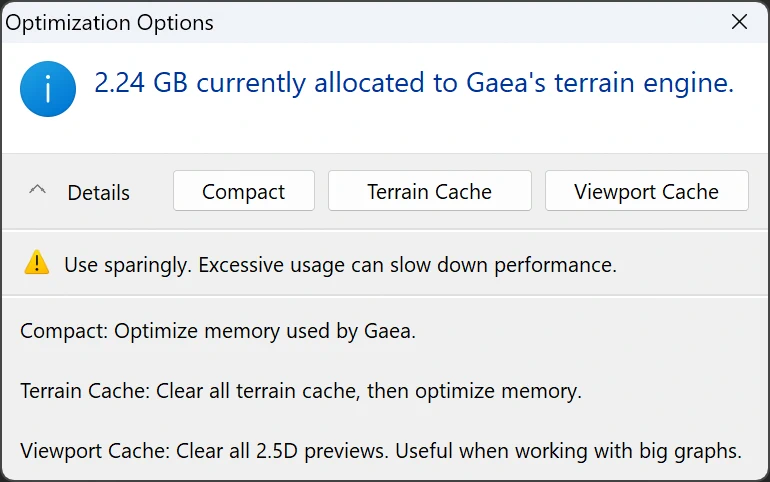 Optimization Options
2.24 GB currently allocated to Gaea's terrain engine.
Details
Compact
Terrain Cache
Viewport Cache
Use sparingly. Excessive usage can slow down performance.
Compact: Optimize memory used by Gaea.
Terrain Cache: Clear all terrain cache, then optimize memory.
Viewport Cache: Clear all 2.5D previews. Useful when working with big graphs.